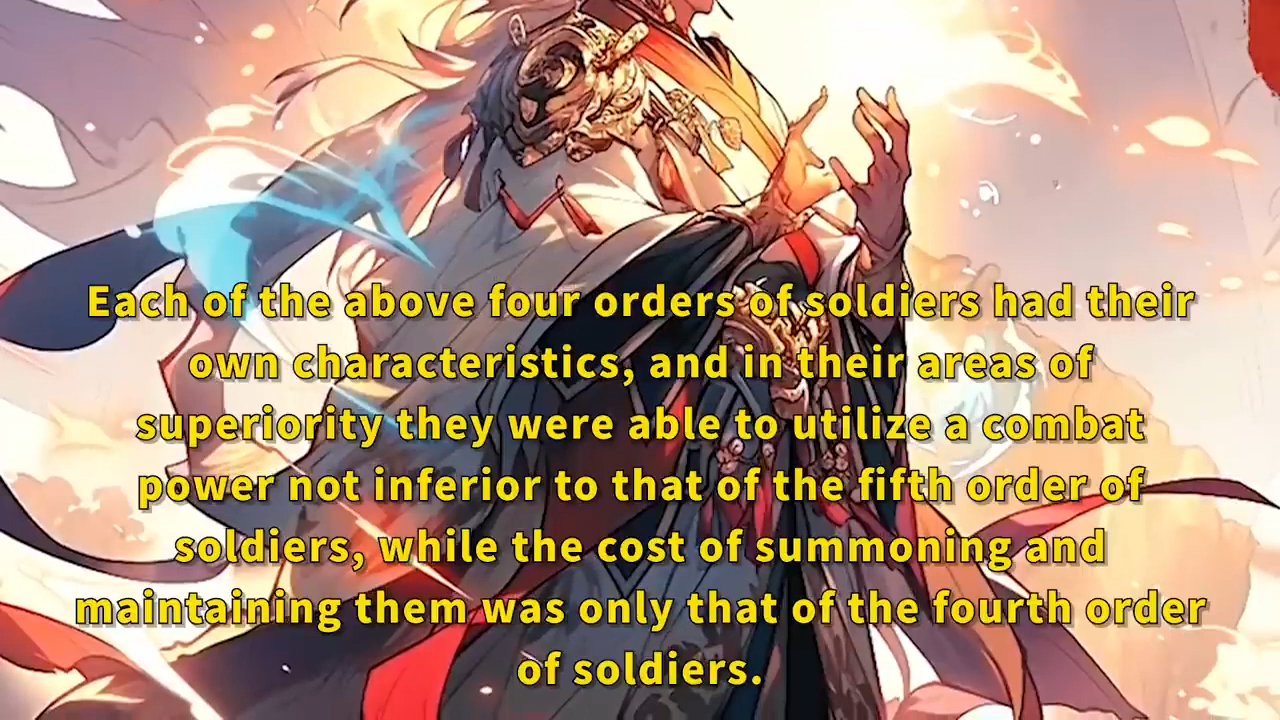 Each of the above four orders of soldiers had their
own characteristics, and in their areas of
superiority they were able to utilize a combat
power not inferior to that of the fifth order of
soldiers, while the cost of summoning and
maintaining them was only that of the fourth order
of soldiers.